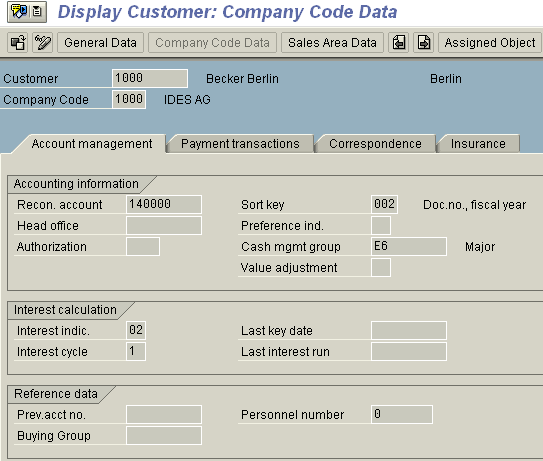 Display Customer: Company Code Data
General Data Company Code Data Sales Area Data Assigned Object
Customer 1000 Becker Berlin Berlin
Company Code 1000 IDES AG
Account management Payment transactions Correspondence Insurance
Accounting information
Recon. account 140000 Sort key 002 Doc.no., fiscal year
Head office Preference ind.
Authorization Cash mgmt group E6 Major
Value adjustment
Interest calculation
Interest indic. 02 Last key date
Interest cycle 1 Last interest run
Reference data
Prev.acct no. Personnel number 0
Buying Group